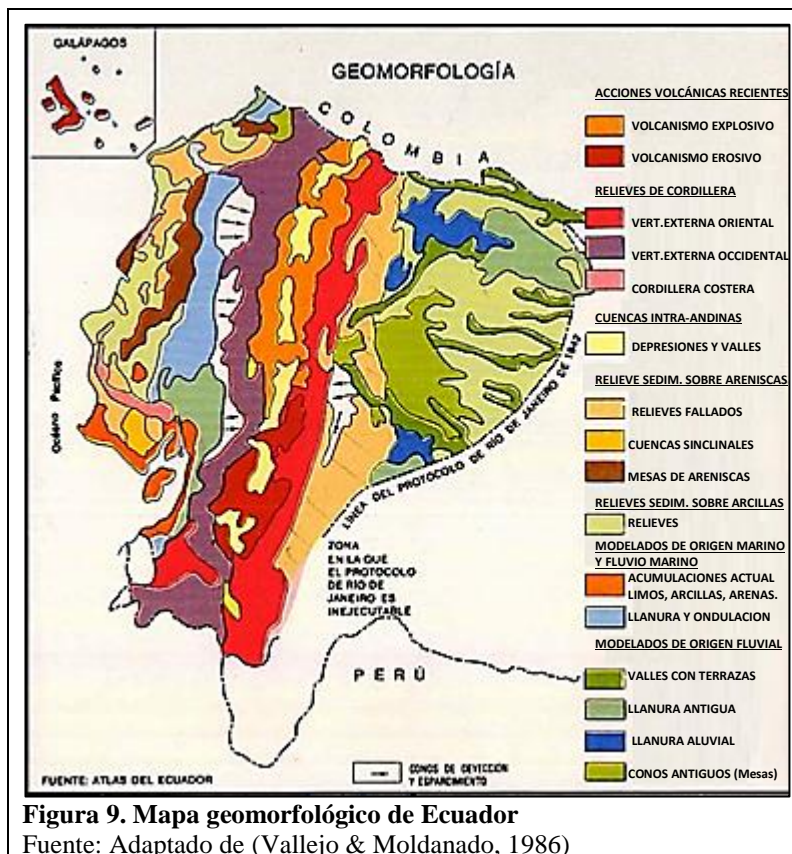 GALÁPAGOS
GEOMORFOLOGÍA
COLOMBIA
Océano Pacífico
LINEA DEL PROTOCOLO DE RÍO DE JANEIRO DE 1942
ZONA
EN LA QUE
EL PROTOCOLO
DE RÍO DE
JANEIRO ES
INEJECUTABLE
PERÚ
FUENTE: ATLAS DEL ECUADOR
CONOS DE DEYECCION
Y ESPARCIMIENTO
ACCIONES VOLCÁNICAS RECIENTES
VOLCANISMO EXPLOSIVO
VOLCANISMO EROSIVO
RELIEVES DE CORDILLERA
VERT.EXTERNA ORIENTAL
VERT.EXTERNA OCCIDENTAL
CORDILLERA COSTERA
CUENCAS INTRA-ANDINAS
DEPRESIONES Y VALLES
RELIEVE SEDIM. SOBRE ARENISCAS
RELIEVES FALLADOS
CUENCAS SINCLINALES
MESAS DE ARENISCAS
RELIEVES SEDIM. SOBRE ARCILLAS
RELIEVES
MODELADOS DE ORIGEN MARINO
Y FLUVIO MARINO
ACUMULACIONES ACTUAL
LIMOS, ARCILLAS, ARENAS.
LLANURA Y ONDULACION
MODELADOS DE ORIGEN FLUVIAL
VALLES CON TERRAZAS
LLANURA ANTIGUA
LLANURA ALUVIAL
CONOS ANTIGUOS (Mesas)
Figura 9. Mapa geomorfológico de Ecuador
Fuente: Adaptado de (Vallejo & Moldanado, 1986)